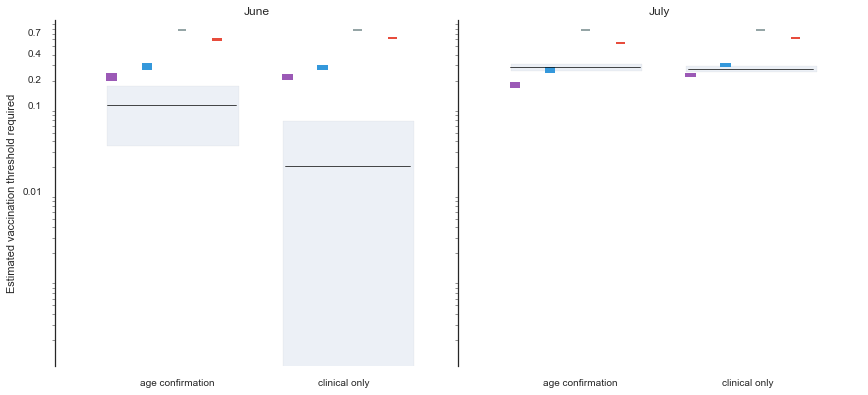 June
July
Estimated vaccination threshold required
0.7
0.4
0.2
0.1
0.01
age confirmation
clinical only
age confirmation
clinical only